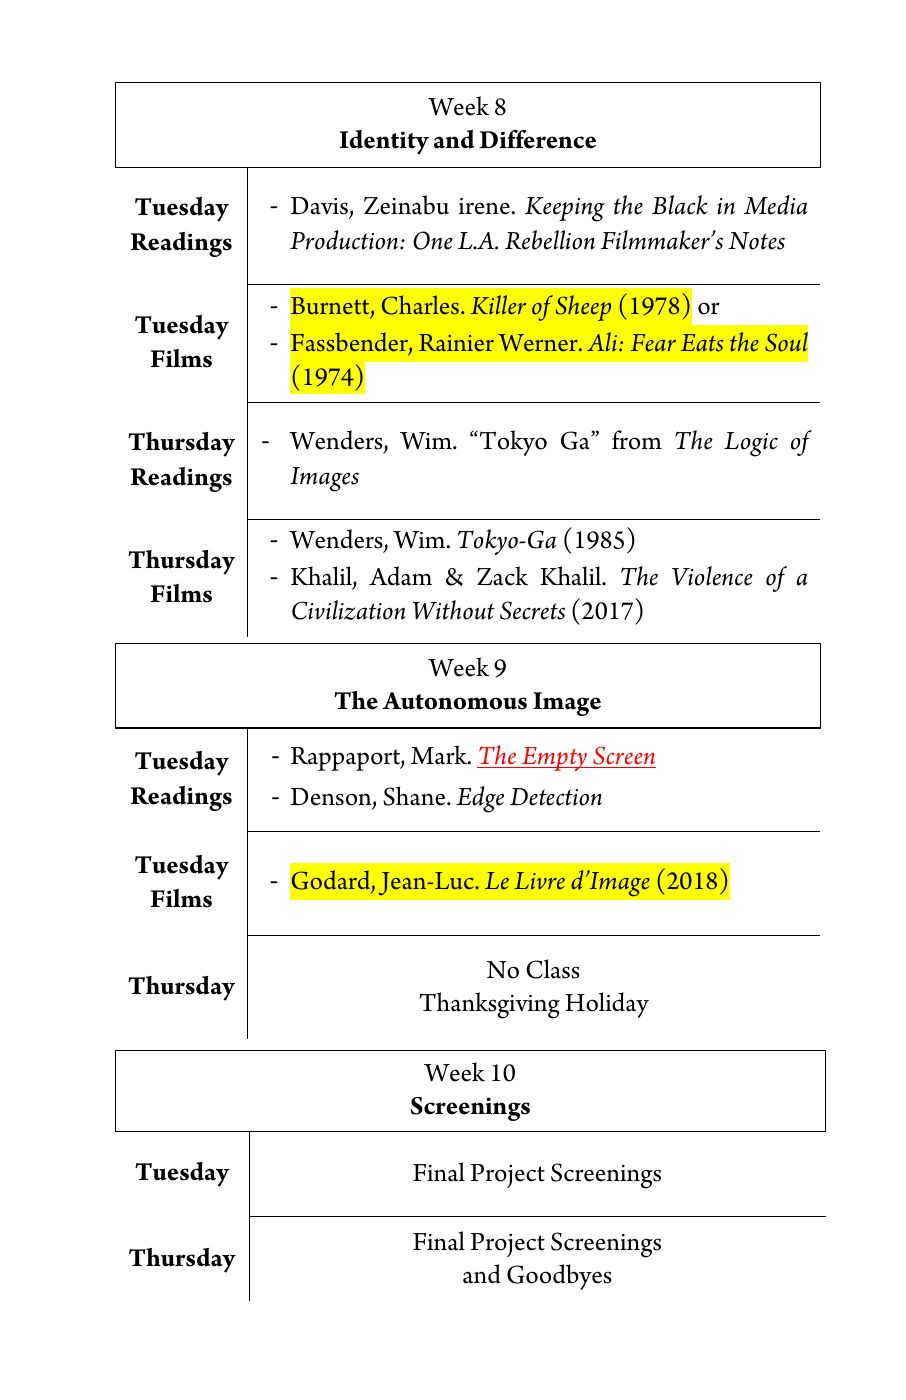 Week 8
Identity and Difference
Tuesday
Readings
- Davis, Zeinabu irene. Keeping the Black in Media
Production: One L.A. Rebellion Filmmaker’s Notes
Tuesday
Films
- Burnett, Charles. Killer of Sheep (1978) or
- Fassbender, Rainier Werner. Ali: Fear Eats the Soul
(1974)
Thursday
Readings
- Wenders, Wim. “Tokyo Ga” from The Logic of
Images
Thursday
Films
- Wenders, Wim. Tokyo-Ga (1985)
- Khalil, Adam & Zack Khalil. The Violence of a
Civilization Without Secrets (2017)
Week 9
The Autonomous Image
Tuesday
Readings
- Rappaport, Mark. The Empty Screen
- Denson, Shane. Edge Detection
Tuesday
Films
- Godard, Jean-Luc. Le Livre d’Image (2018)
Thursday
No Class
Thanksgiving Holiday
Week 10
Screenings
Tuesday
Final Project Screenings
Thursday
Final Project Screenings
and Goodbyes